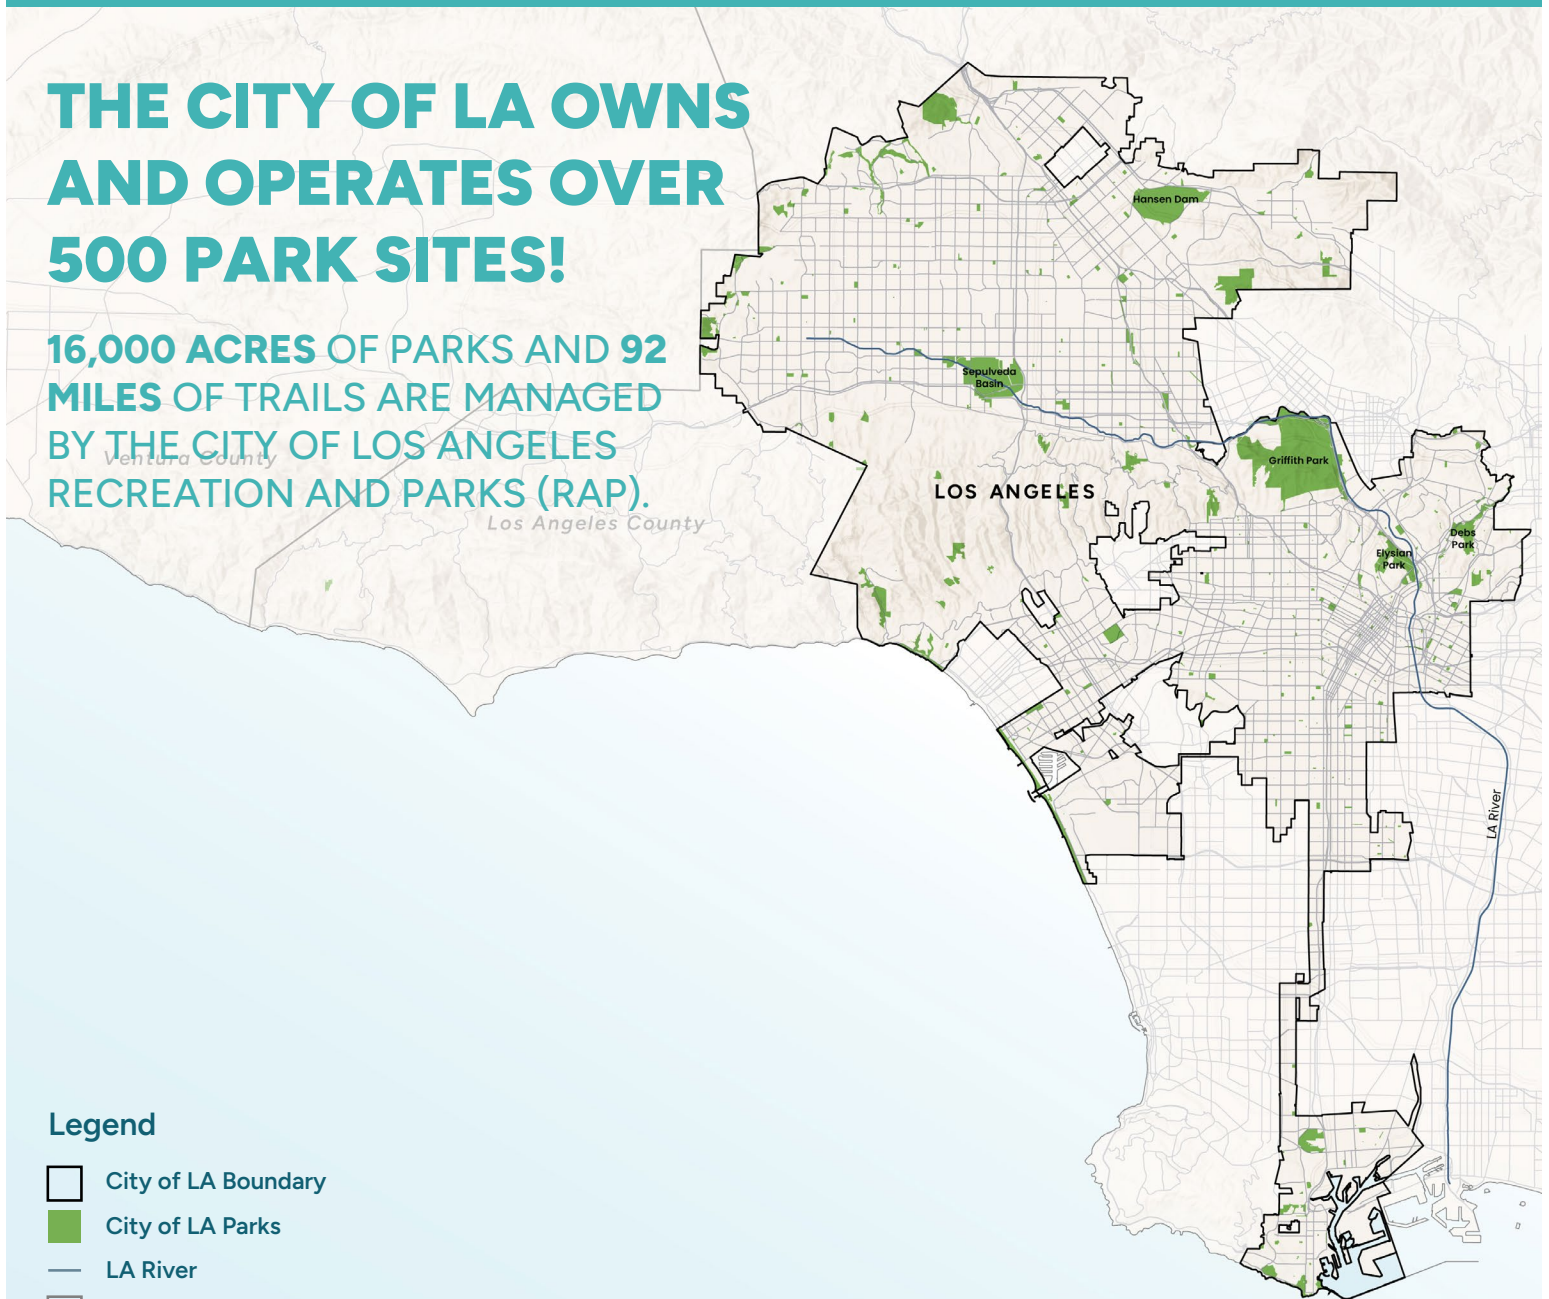 THE CITY OF LA OWNS
AND OPERATES OVER
500 PARK SITES!
16,000 ACRES OF PARKS AND 92
MILES OF TRAILS ARE MANAGED
BY THE CITY OF LOS ANGELES
RECREATION AND PARKS (RAP).
Ventura County
Los Angeles County
Hansen Dam
Sepulveda
Basin
Griffith Park
LOS ANGELES
Debs
Park
Elysian
Park
LA River
Legend
City of LA Boundary
City of LA Parks
LA River